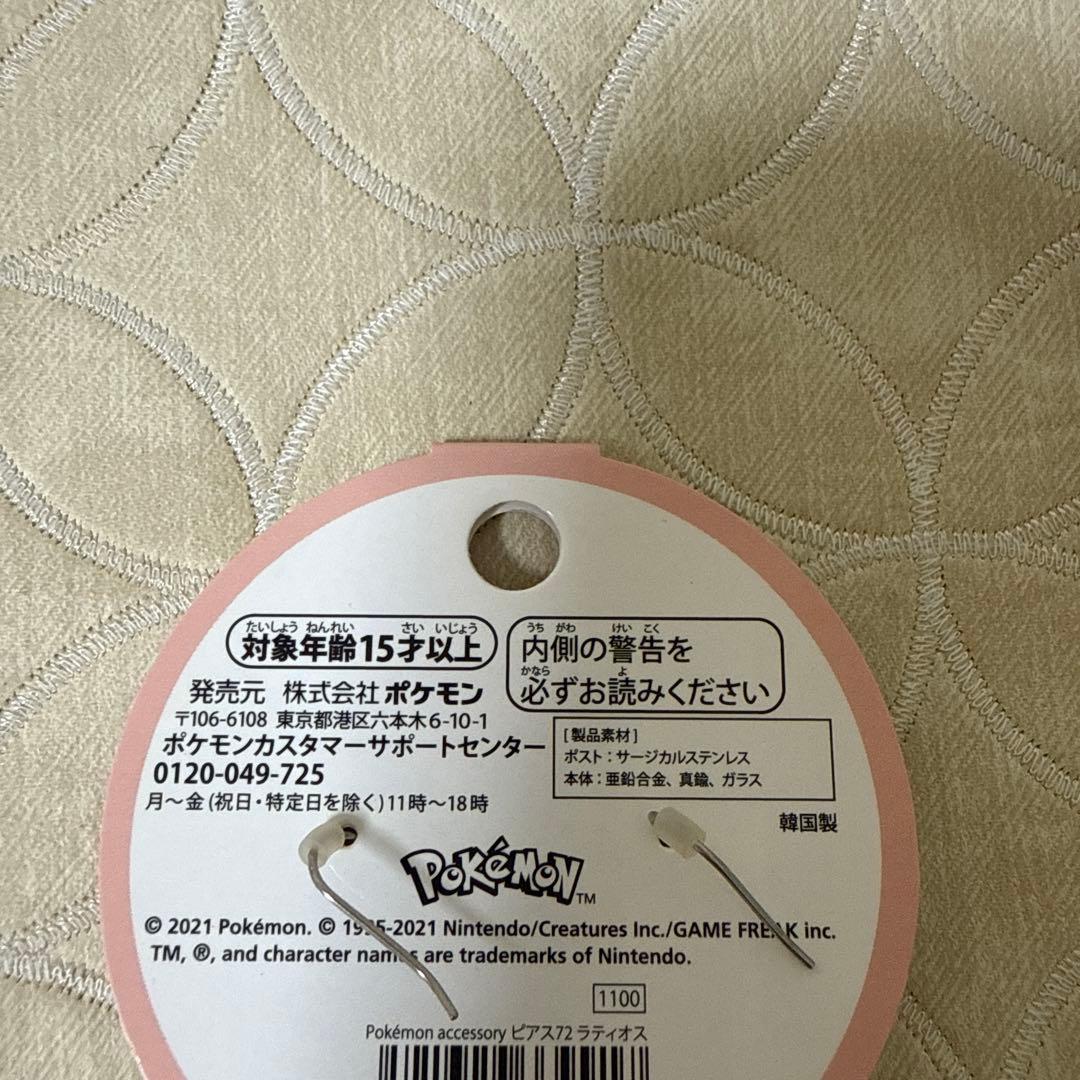 たいしょう ねんれい さい いじょう
対象年齢15才以上
うち がわ けい こく
内側の警告を
かなら よ
必ずお読みください
発売元 株式会社ポケモン
〒106-6108 東京都港区六本木6-10-1
ポケモンカスタマーサポートセンター
0120-049-725
月〜金(祝日・特定日を除く)11時〜18時
[製品素材]
ポスト:サージカルステンレス
本体:亜鉛合金、真鍮、ガラス
韓国製
POKéMON™
© 2021 Pokémon. © 1995-2021 Nintendo/Creatures Inc./GAME FREAK inc.
TM, ®, and character names are trademarks of Nintendo.
1100
Pokémon accessory ピアス72 ラティオス